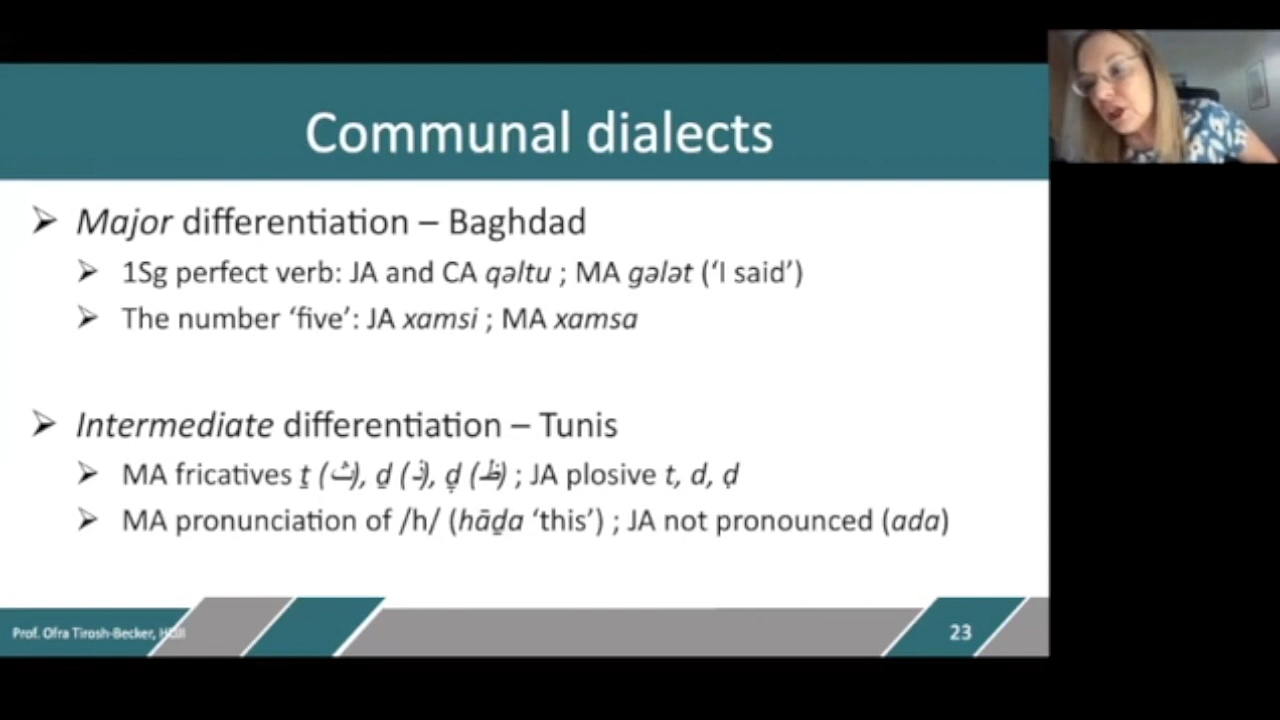 Communal dialects
➢ Major differentiation – Baghdad
➢ 1Sg perfect verb: JA and CA qəltu ; MA gələt (‘I said’)
➢ The number ‘five’: JA xamsi ; MA xamsa
➢ Intermediate differentiation – Tunis
➢ MA fricatives ṯ (ث), ḏ (ذ), ḏ̣ (ظ) ; JA plosive t, d, ḍ
➢ MA pronunciation of /h/ (hāḏa ‘this’) ; JA not pronounced (ada)
Prof. Ofra Tirosh-Becker, HUJI
23